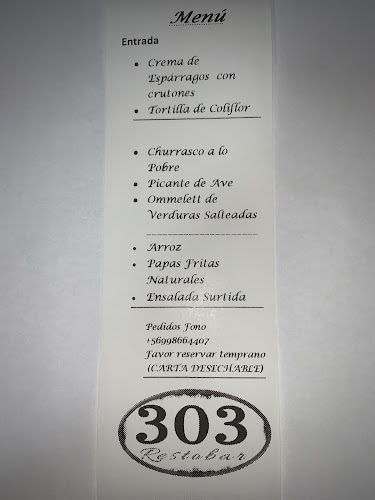 Menú
Entrada
• Crema de
Espárragos con
crutones
• Tortilla de Coliflor
• Churrasco a lo
Pobre
• Picante de Ave
• Ommelett de
Verduras Salteadas
• Arroz
• Papas Fritas
Naturales
• Ensalada Surtida
Pedidos Fono
+56998664407
Favor reservar temprano
(CARTA DESECHABLE)
303
Restobar